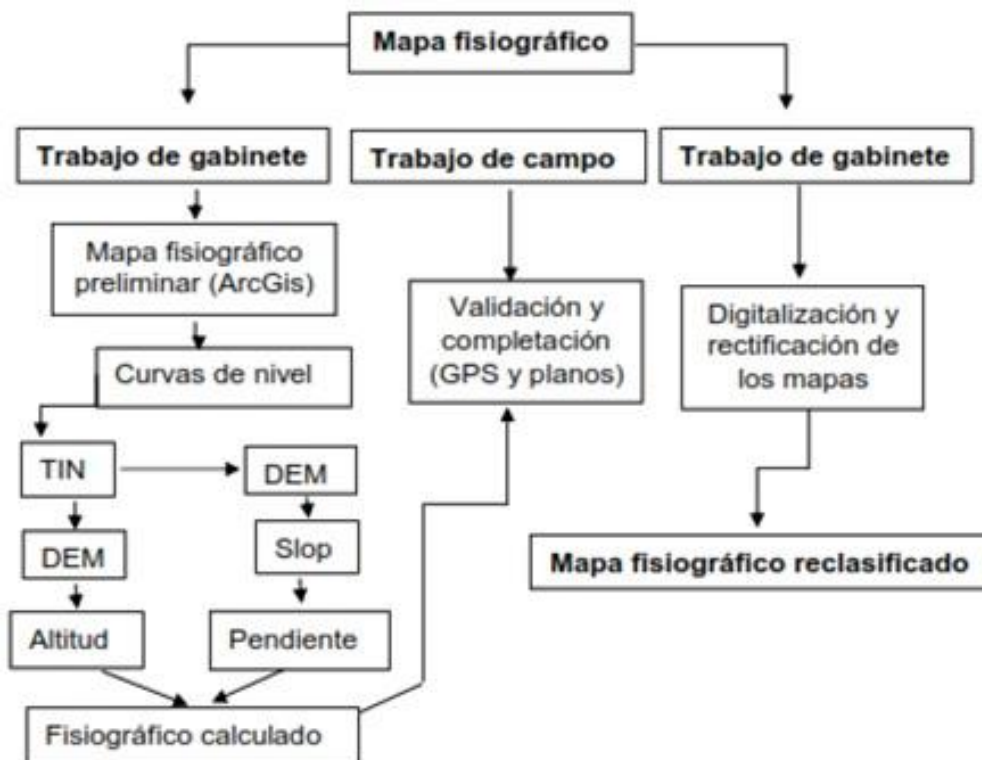 Mapa fisiográfico
Trabajo de gabinete
Trabajo de campo
Trabajo de gabinete
Mapa fisiográfico
preliminar (ArcGis)
Validación y
completación
(GPS y planos)
Digitalización y
rectificación de
los mapas
Curvas de nivel
TIN
DEM
DEM
Slop
Mapa fisiográfico reclasificado
Altitud
Pendiente
Fisiográfico calculado